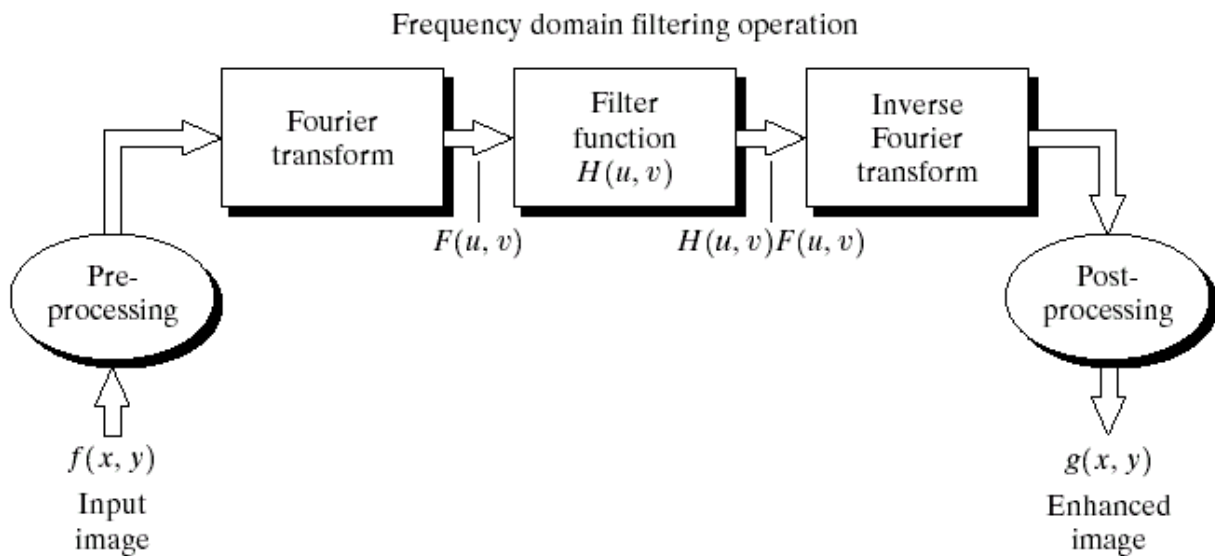 Frequency domain filtering operation
Fourier
transform
Filter
function
H(u, v)
Inverse
Fourier
transform
F(u, v)
H(u, v)F(u, v)
Pre-
processing
Post-
processing
f(x, y)
Input
image
g(x, y)
Enhanced
image